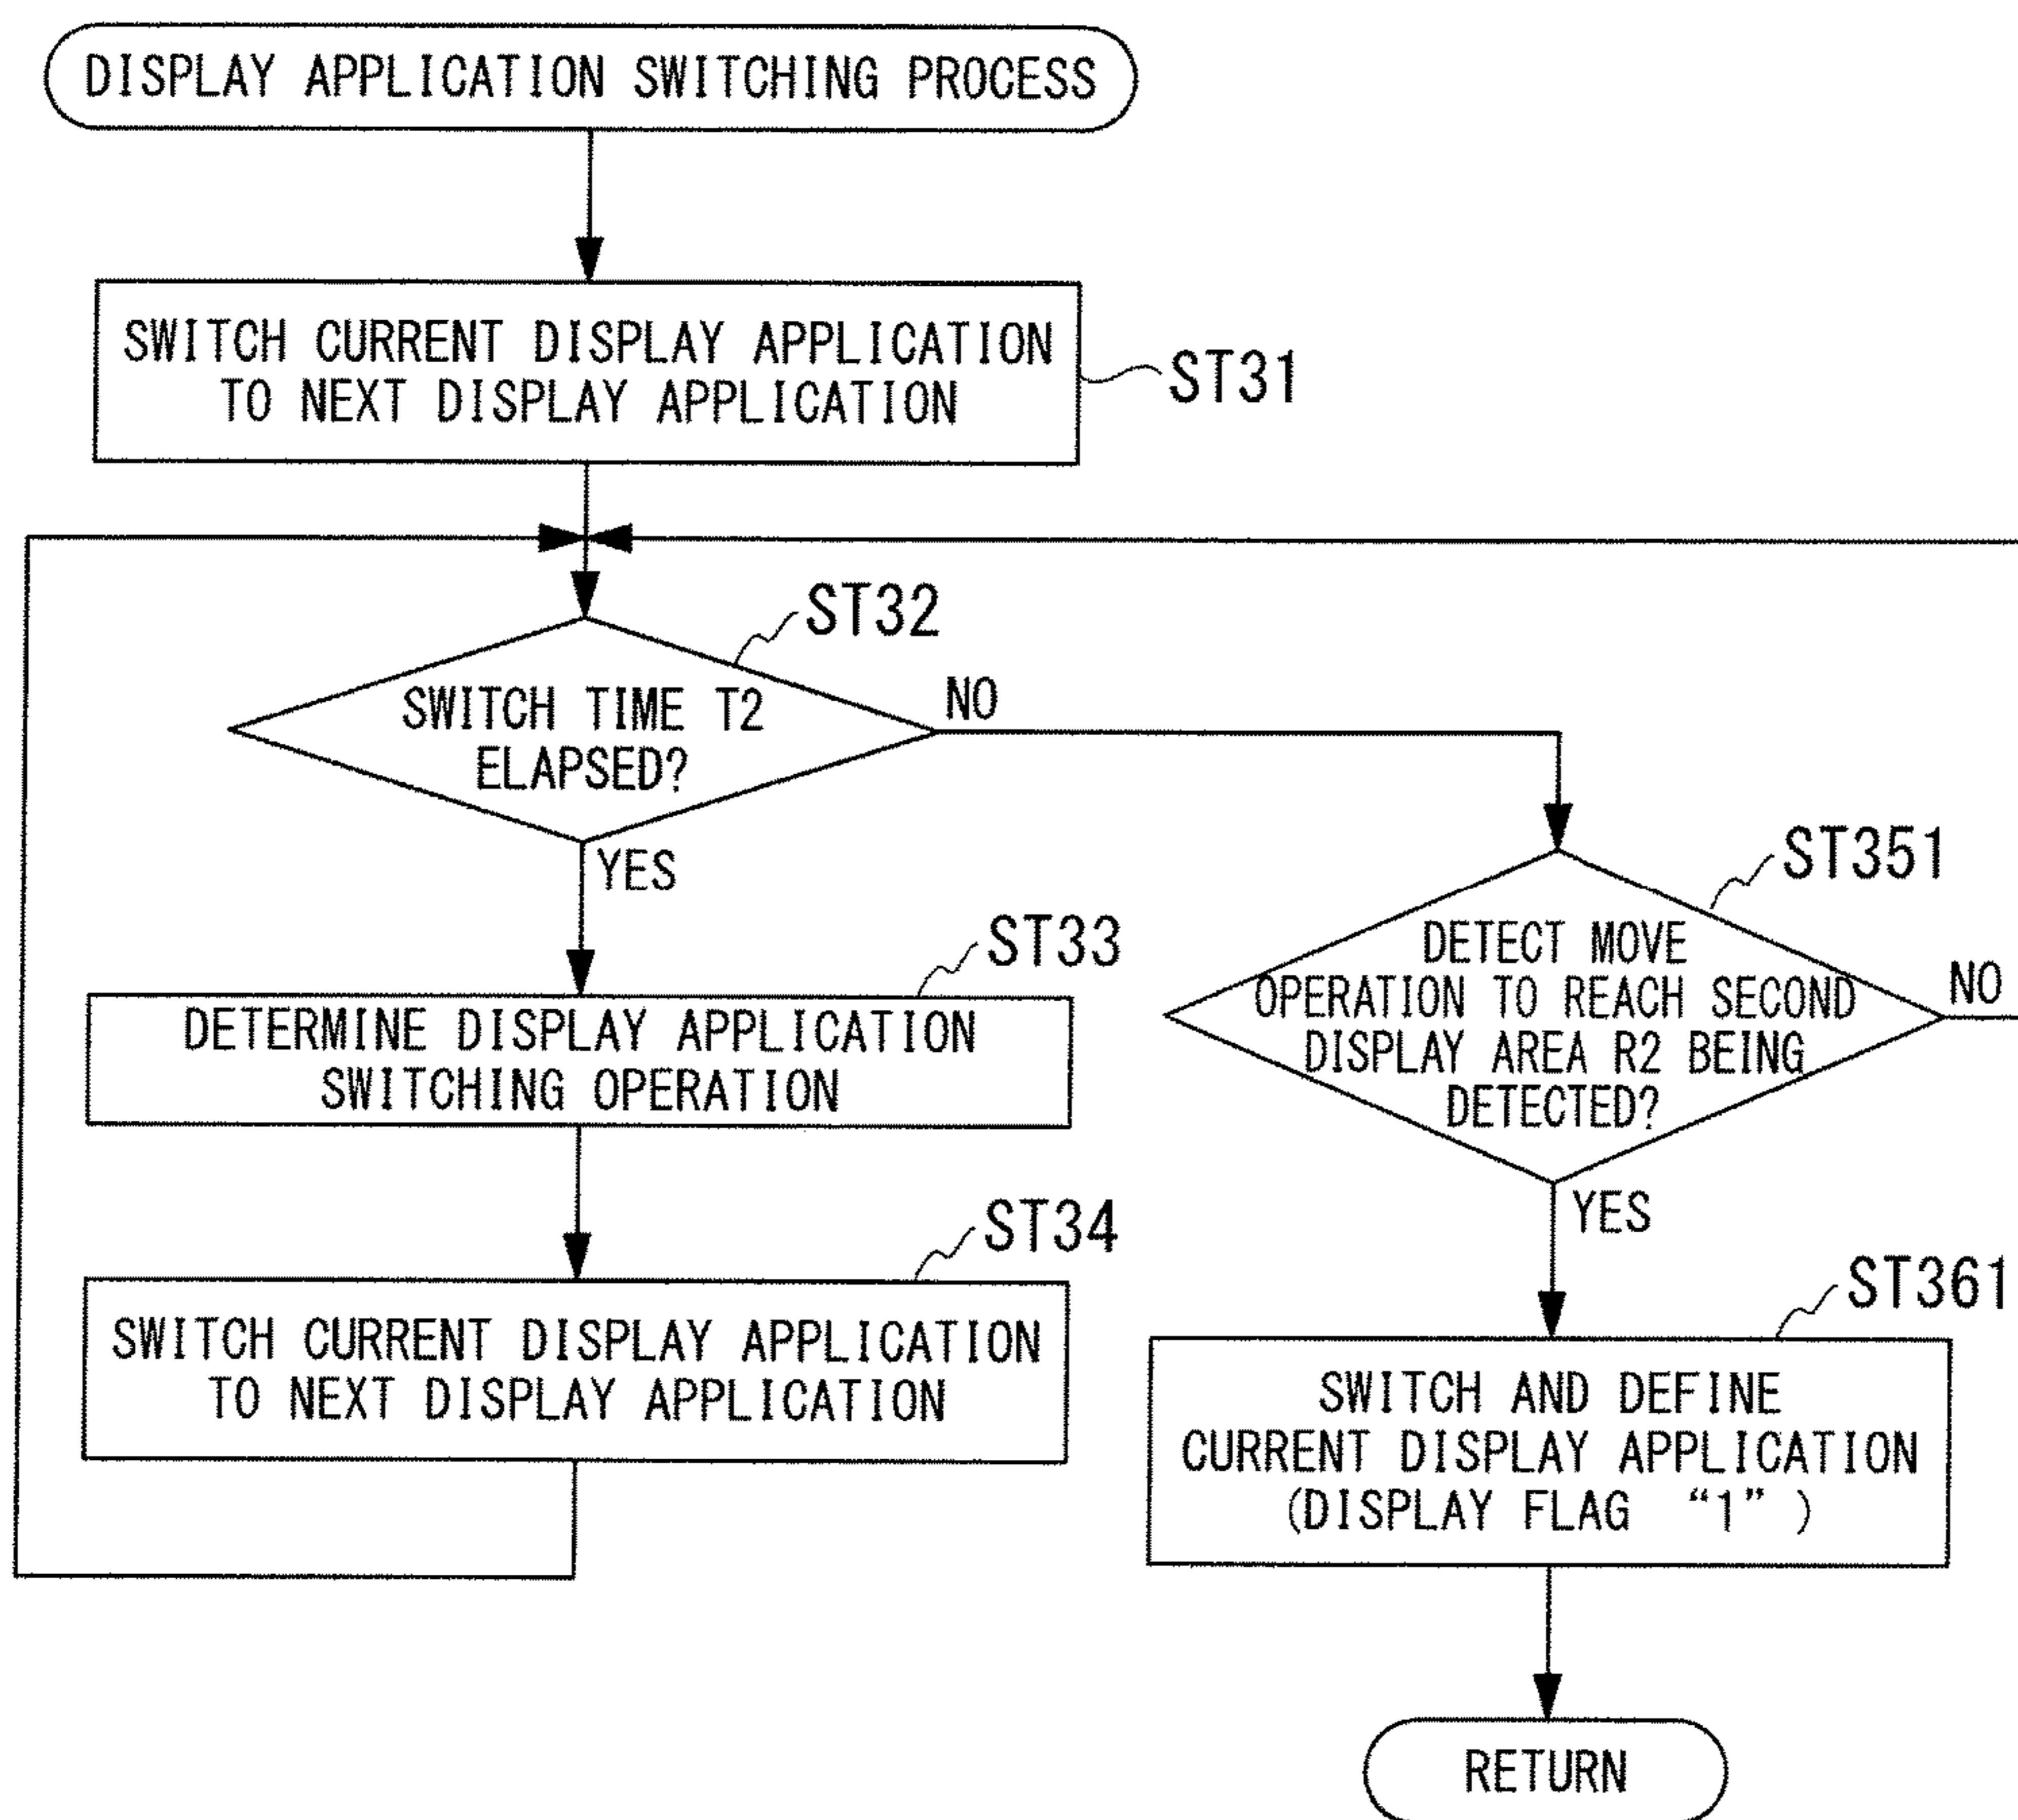 DISPLAY APPLICATION SWITCHING PROCESS
SWITCH CURRENT DISPLAY APPLICATION
TO NEXT DISPLAY APPLICATION
ST31
ST32
SWITCH TIME T2
ELAPSED?
NO
YES
ST33
DETERMINE DISPLAY APPLICATION
SWITCHING OPERATION
ST34
SWITCH CURRENT DISPLAY APPLICATION
TO NEXT DISPLAY APPLICATION
ST351
DETECT MOVE
OPERATION TO REACH SECOND
DISPLAY AREA R2 BEING
DETECTED?
NO
YES
ST361
SWITCH AND DEFINE
CURRENT DISPLAY APPLICATION
(DISPLAY FLAG “1”)
RETURN